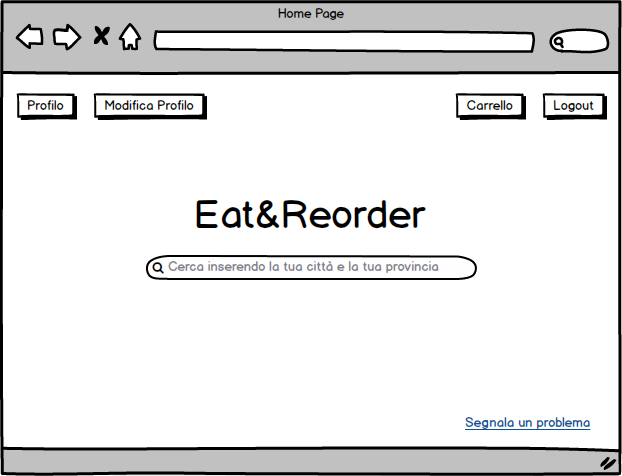 Home Page
Profilo
Modifica Profilo
Carrello
Logout
Eat&Reorder
Cerca inserendo la tua città e la tua provincia
Segnala un problema